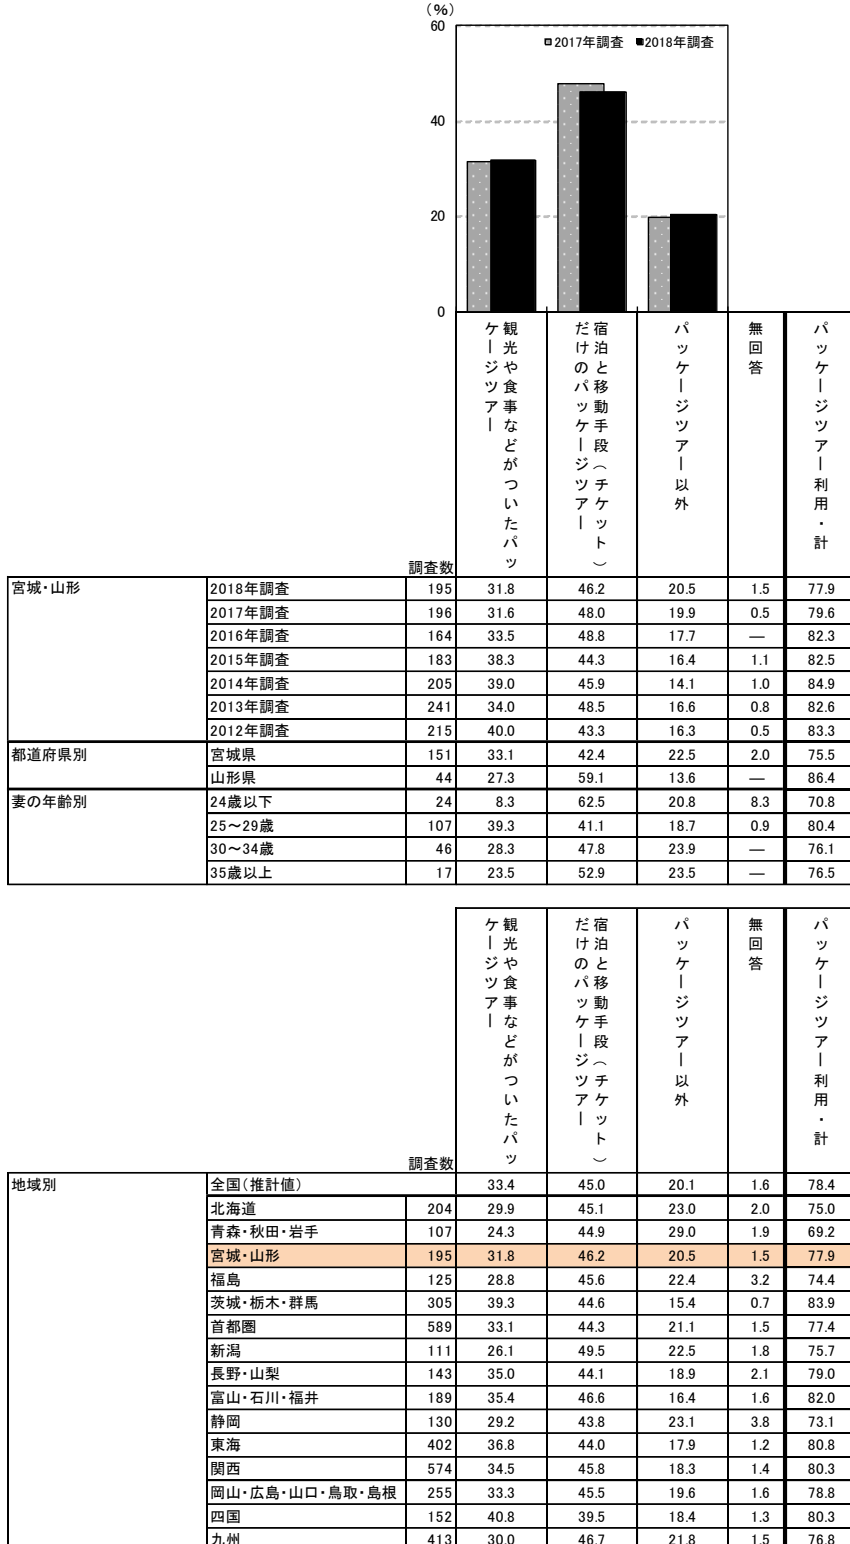 （％）
60
40
20
0
2017年調査 2018年調査
観光や食事などがついたパッ
ケージツアー
宿泊と移動手段（チケット）
だけのパッケージツアー
パッケージツアー以外
無回答
パッケージツアー利用・計
調査数
宮城・山形 2018年調査 195 31.8 46.2 20.5 1.5 77.9
2017年調査 196 31.6 48.0 19.9 0.5 79.6
2016年調査 164 33.5 48.8 17.7 ― 82.3
2015年調査 183 38.3 44.3 16.4 1.1 82.5
2014年調査 205 39.0 45.9 14.1 1.0 84.9
2013年調査 241 34.0 48.5 16.6 0.8 82.6
2012年調査 215 40.0 43.3 16.3 0.5 83.3
都道府県別 宮城県 151 33.1 42.4 22.5 2.0 75.5
山形県 44 27.3 59.1 13.6 ― 86.4
妻の年齢別 24歳以下 24 8.3 62.5 20.8 8.3 70.8
25～29歳 107 39.3 41.1 18.7 0.9 80.4
30～34歳 46 28.3 47.8 23.9 ― 76.1
35歳以上 17 23.5 52.9 23.5 ― 76.5
観光や食事などがついたパッ
ケージツアー
宿泊と移動手段（チケット）
だけのパッケージツアー
パッケージツアー以外
無回答
パッケージツアー利用・計
調査数
地域別 全国（推計値） 33.4 45.0 20.1 1.6 78.4
北海道 204 29.9 45.1 23.0 2.0 75.0
青森・秋田・岩手 107 24.3 44.9 29.0 1.9 69.2
宮城・山形 195 31.8 46.2 20.5 1.5 77.9
福島 125 28.8 45.6 22.4 3.2 74.4
茨城・栃木・群馬 305 39.3 44.6 15.4 0.7 83.9
首都圏 589 33.1 44.3 21.1 1.5 77.4
新潟 111 26.1 49.5 22.5 1.8 75.7
長野・山梨 143 35.0 44.1 18.9 2.1 79.0
富山・石川・福井 189 35.4 46.6 16.4 1.6 82.0
静岡 130 29.2 43.8 23.1 3.8 73.1
東海 402 36.8 44.0 17.9 1.2 80.8
関西 574 34.5 45.8 18.3 1.4 80.3
岡山・広島・山口・鳥取・島根 255 33.3 45.5 19.6 1.6 78.8
四国 152 40.8 39.5 18.4 1.3 80.3
九州 413 30.0 46.7 21.8 1.5 76.8